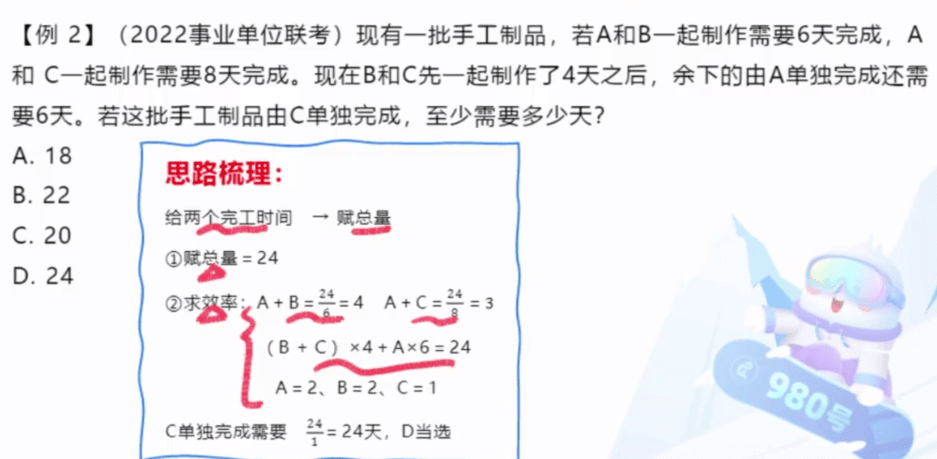 【例 2】（2022事业单位联考）现有一批手工制品，若A和B一起制作需要6天完成，A
和 C一起制作需要8天完成。现在B和C先一起制作了4天之后，余下的由A单独完成还需
要6天。若这批手工制品由C单独完成，至少需要多少天？
A. 18
B. 22
C. 20
D. 24
思路梳理：
给两个完工时间 → 赋总量
①赋总量=24
②求效率：A+B=24/6=4 A+C=24/8=3
（B + C）×4+A×6=24
A=2、B=2、C=1
C单独完成需要 24/1=24天，D当选
980号